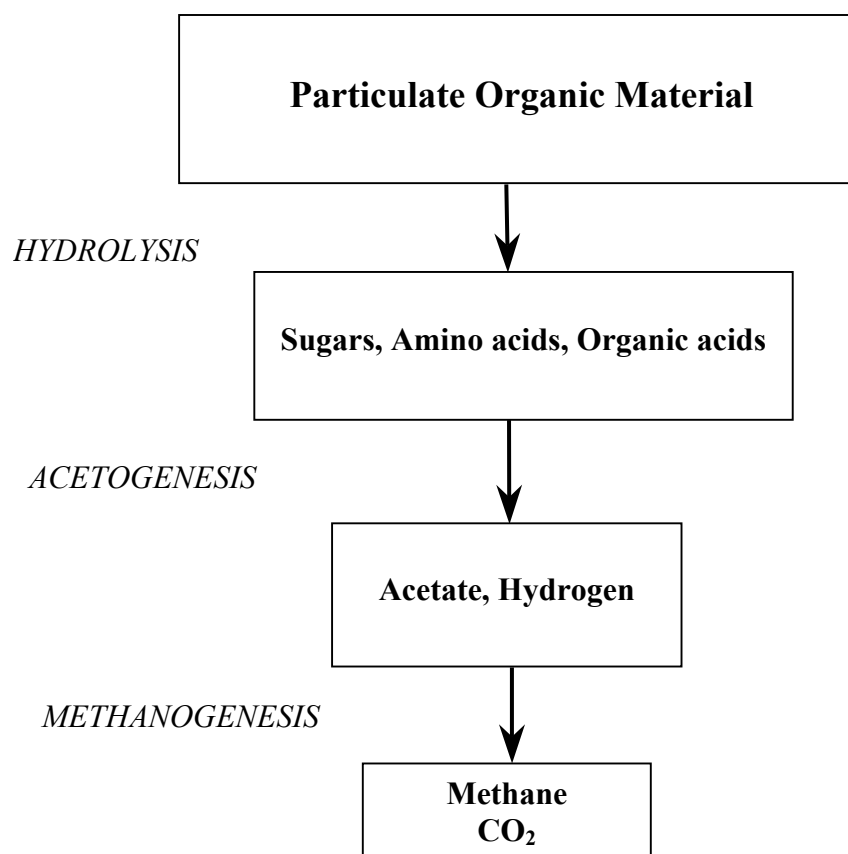 Particulate Organic Material
HYDROLYSIS
Sugars, Amino acids, Organic acids
ACETOGENESIS
Acetate, Hydrogen
METHANOGENESIS
Methane
CO₂